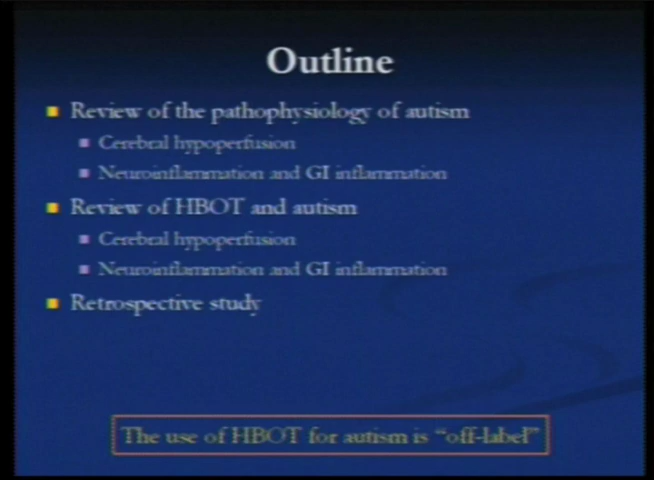 Outline
Review of the pathophysiology of autism
Cerebral hypoperfusion
Neuroinflammation and GI inflammation
Review of HBOT and autism
Cerebral hypoperfusion
Neuroinflammation and GI inflammation
Retrospective study
The use of HBOT for autism is “off-label”